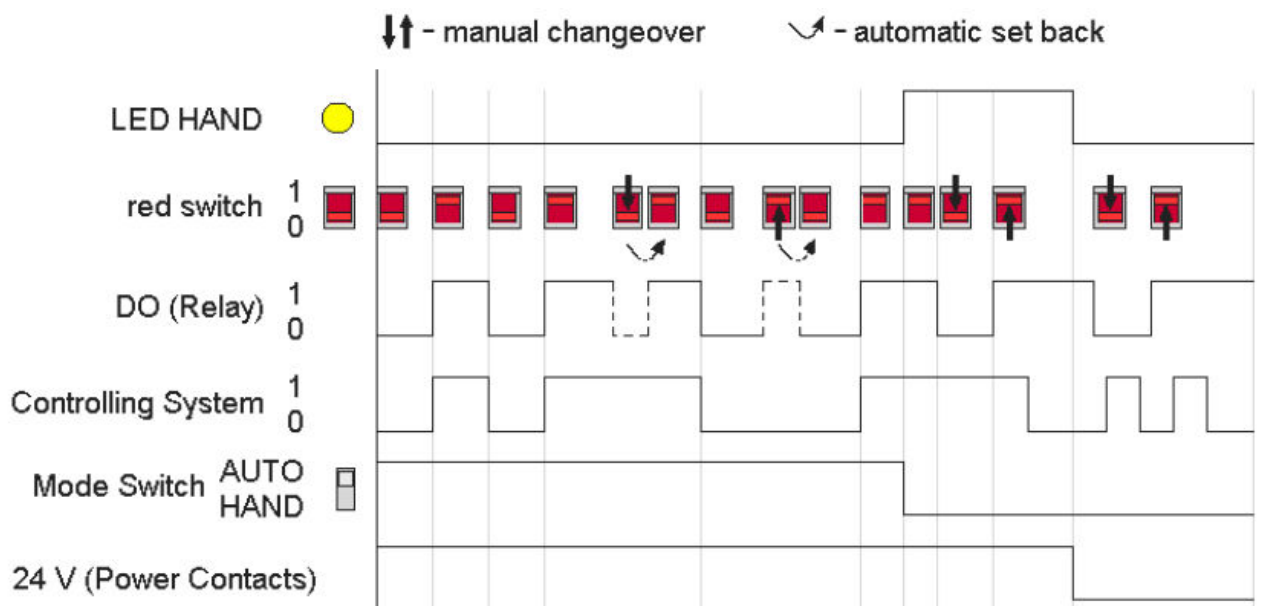 - manual changeover
- automatic set back
LED HAND
red switch 1
0
DO (Relay) 1
0
Controlling System 1
0
Mode Switch AUTO
HAND
24 V (Power Contacts)